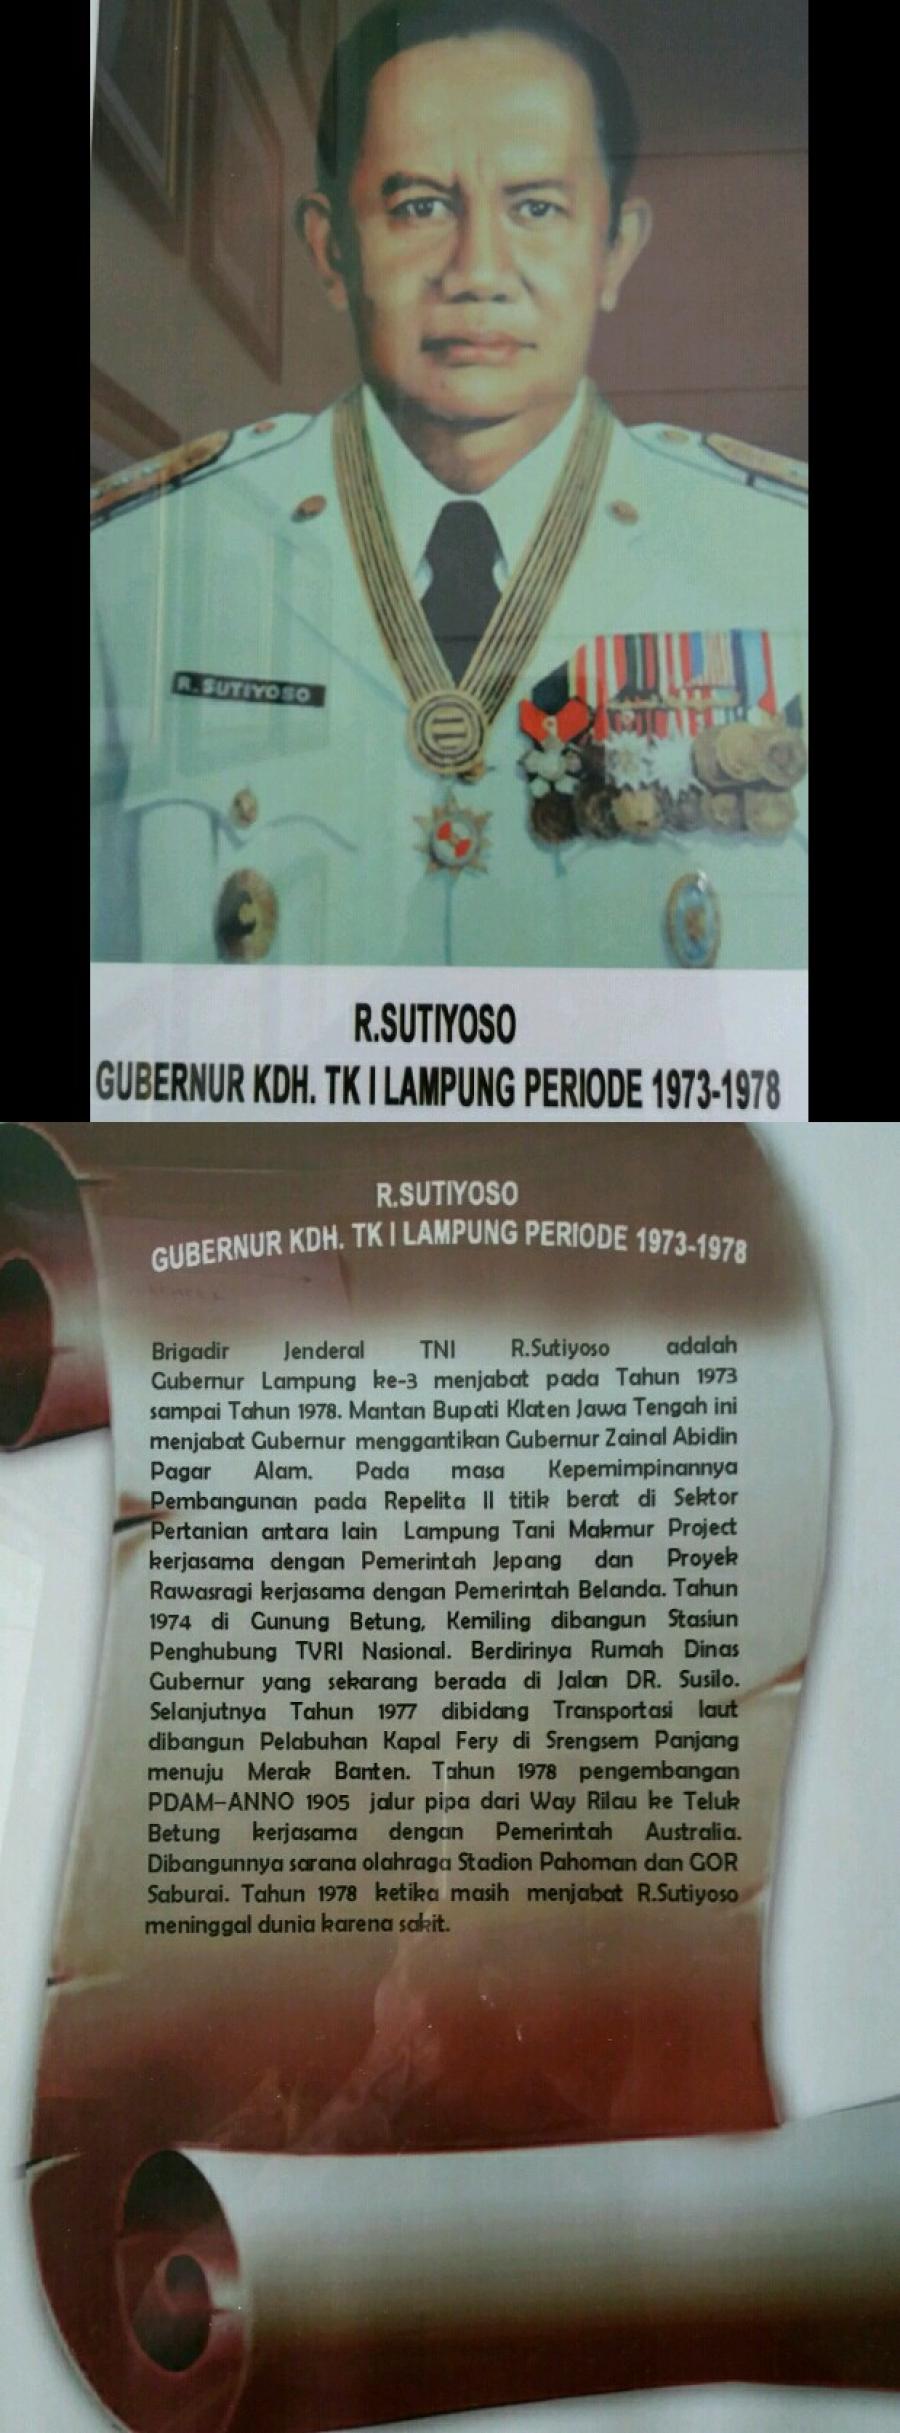 R.SUTIYOSO
R.SUTIYOSO
GUBERNUR KDH. TK I LAMPUNG PERIODE 1973-1978
R.SUTIYOSO
GUBERNUR KDH. TK I LAMPUNG PERIODE 1973-1978
Brigadir Jenderal TNI R.Sutiyoso adalah
Gubernur Lampung ke-3 menjabat pada Tahun 1973
sampai Tahun 1978. Mantan Bupati Klaten Jawa Tengah ini
menjabat Gubernur menggantikan Gubernur Zainal Abidin
Pagar Alam. Pada masa Kepemimpinannya
Pembangunan pada Repelita II titik berat di Sektor
Pertanian antara lain Lampung Tani Makmur Project
kerjasama dengan Pemerintah Jepang dan Proyek
Rawasragi kerjasama dengan Pemerintah Belanda. Tahun
1974 di Gunung Betung, Kemiling dibangun Stasiun
Penghubung TVRI Nasional. Berdirinya Rumah Dinas
Gubernur yang sekarang berada di Jalan DR. Susilo.
Selanjutnya Tahun 1977 dibidang Transportasi laut
dibangun Pelabuhan Kapal Fery di Srengsem Panjang
menuju Merak Banten. Tahun 1978 pengembangan
PDAM-ANNO 1905 jalur pipa dari Way Rilau ke Teluk
Betung kerjasama dengan Pemerintah Australia.
Dibangunnya sarana olahraga Stadion Pahoman dan GOR
Saburai. Tahun 1978 ketika masih menjabat R.Sutiyoso
meninggal dunia karena sakit.